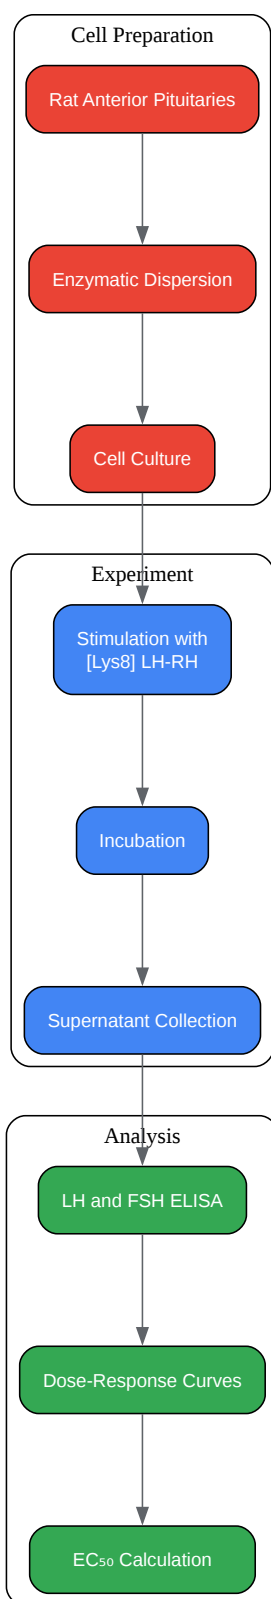 Cell Preparation
Rat Anterior Pituitaries
Enzymatic Dispersion
Cell Culture
Experiment
Stimulation with
[Lys8] LH-RH
Incubation
Supernatant Collection
Analysis
LH and FSH ELISA
Dose-Response Curves
EC₅₀ Calculation